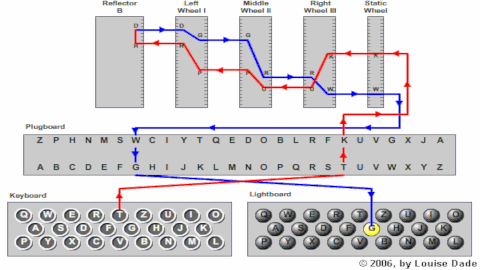 Reflector Left Middle Right Static
B Wheel I Wheel II Wheel III Wheel
D D G G
R R P P
R R
K K
W W
Plugboard
Z P H N M S W C I Y T Q E D O B L R F K U V G X J A
A B C D E F G H I J K L M N O P Q R S T U V W X Y Z
Keyboard
Q W E R T Z U I O
A S D F G H J K
P Y X C V B N M L
Lightboard
Q W E R T Z U I O
A S D F G H J K
P Y X C V B N M L
© 2006, by Louise Dade